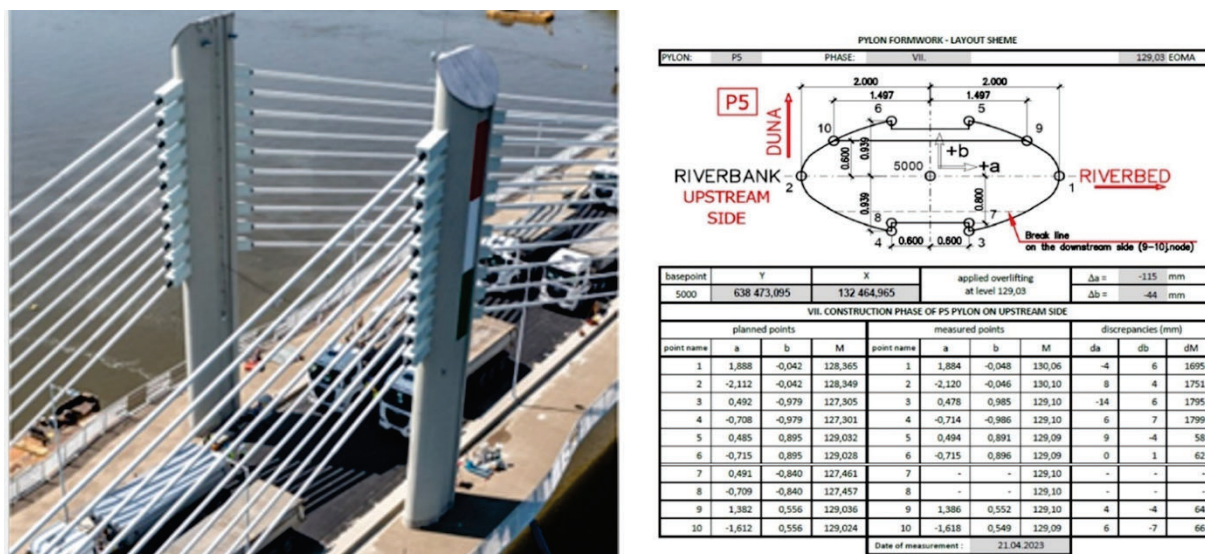 PYLON FORMWORK - LAYOUT SHEME
PYLON: P5 PHASE: VII. 129,03 EOMA
2.000 2.000
1.497 1.497
P5
6 5
DUNA
10 9
0.600 0.939 +b
5000 +a
RIVERBANK 2 1 RIVERBED
UPSTREAM
SIDE
0.939 0.800
8 7
4 0.600 0.600 3
Break line
on the downstream side (9-10).node)
basepoint Y X applied overlifting Δa = -115 mm
5000 638 473,095 132 464,965 at level 129,03 Δb = -44 mm
VII. CONSTRUCTION PHASE OF P5 PYLON ON UPSTREAM SIDE
planned points measured points discrepancies (mm)
point name a b M point name a b M da db dM
1 1,888 -0,042 128,365 1 1,884 -0,048 130,06 -4 6 1695
2 -2,112 -0,042 128,349 2 -2,120 -0,046 130,10 8 4 1751
3 0,492 -0,979 127,305 3 0,478 0,985 129,10 -14 6 1795
4 -0,708 -0,979 127,301 4 -0,714 -0,986 129,10 6 7 1799
5 0,485 0,895 129,032 5 0,494 0,891 129,09 9 -4 58
6 -0,715 0,895 129,028 6 -0,715 0,896 129,09 0 1 62
7 0,491 -0,840 127,461 7 - - 129,10 - - -
8 -0,709 -0,840 127,457 8 - - 129,10 - - -
9 1,382 0,556 129,036 9 1,386 0,552 129,10 4 -4 64
10 -1,612 0,556 129,024 10 -1,618 0,549 129,09 6 -7 66
Date of measurement : 21.04.2023